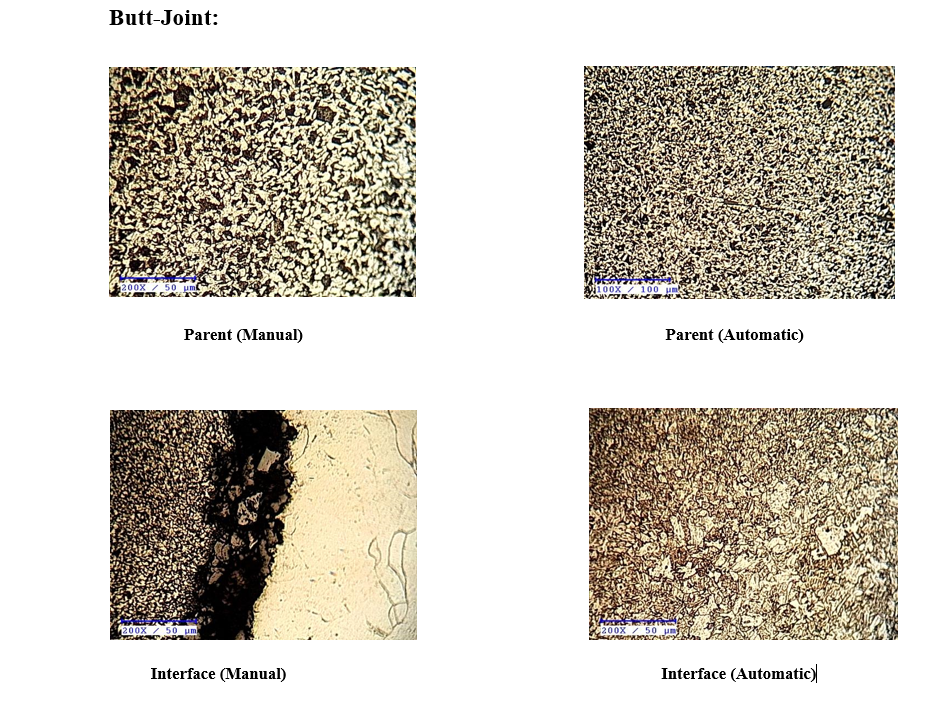 Butt-Joint:
200X / 50 µm
100X / 100 µm
Parent (Manual)
Parent (Automatic)
200X / 50 µm
200X / 50 µm
Interface (Manual)
Interface (Automatic)